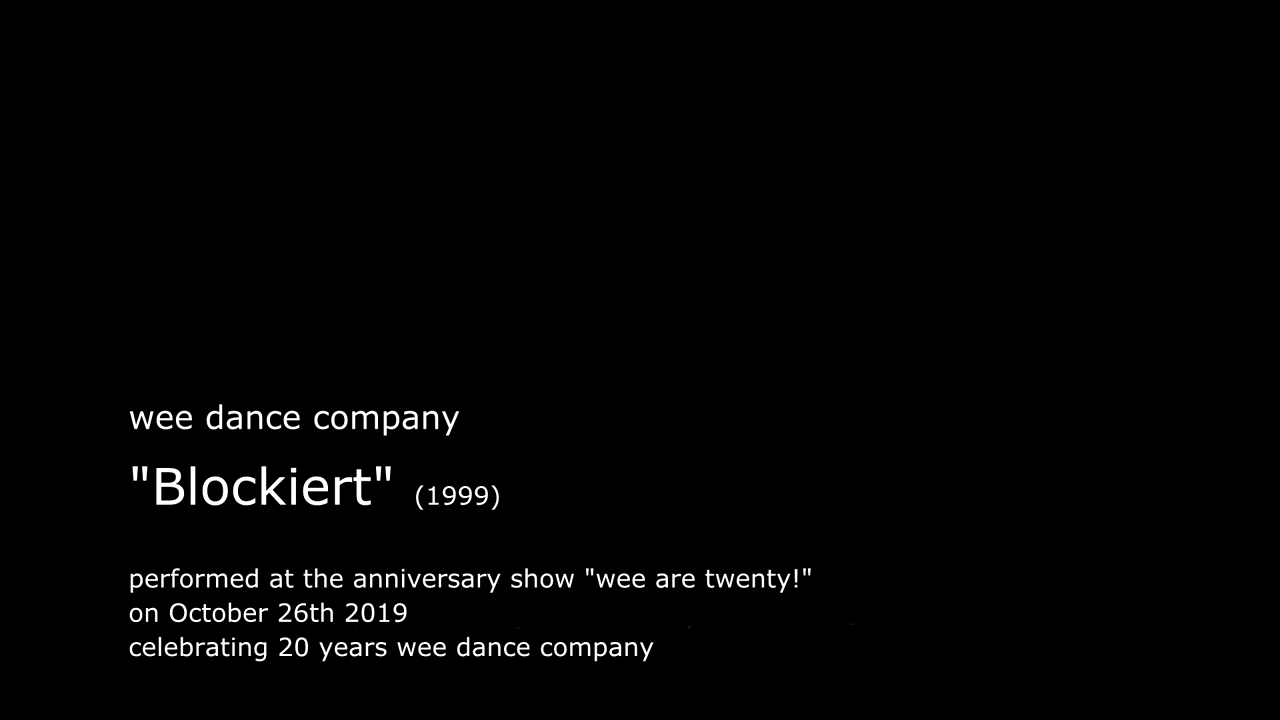 wee dance company
"Blockiert" (1999)
performed at the anniversary show "wee are twenty!"
on October 26th 2019
celebrating 20 years wee dance company